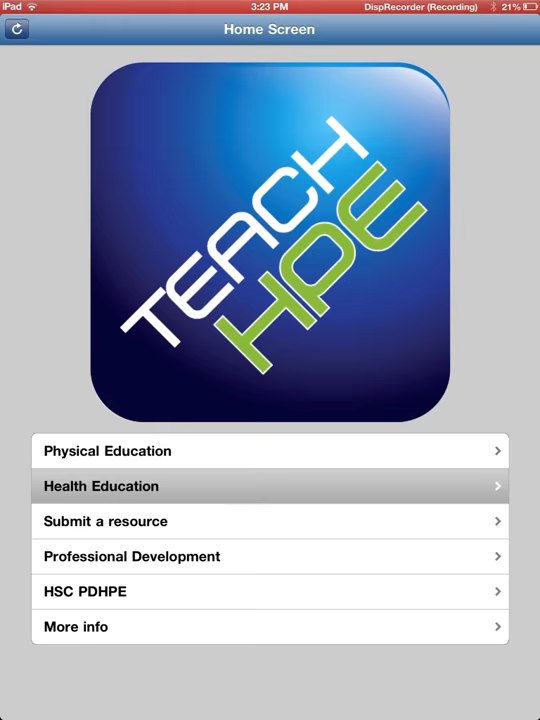 iPad 3:23 PM DispRecorder (Recording) 21%
Home Screen
TEACH
HPE
Physical Education
Health Education
Submit a resource
Professional Development
HSC PDHPE
More info